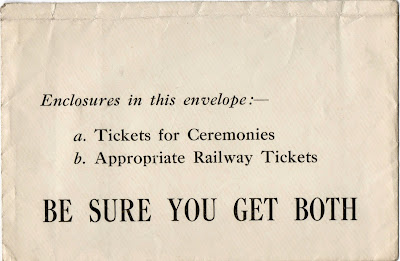 Enclosures in this envelope:—
a. Tickets for Ceremonies
b. Appropriate Railway Tickets
BE SURE YOU GET BOTH